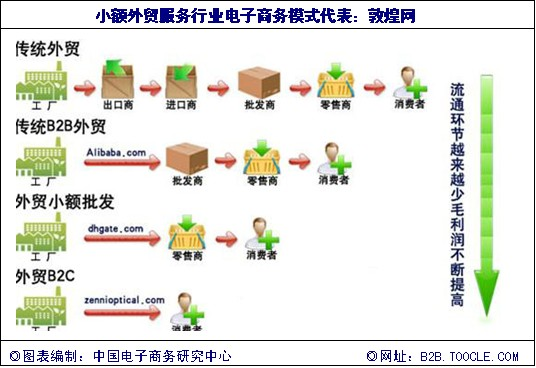 小额外贸服务行业电子商务模式代表：敦煌网
传统外贸
工厂 出口商 进口商 批发商 零售商 消费者
传统B2B外贸
Alibaba.com
工厂 批发商 零售商 消费者
外贸小额批发
dhgate.com
工厂 零售商 消费者
外贸B2C
zennioptical.com
工厂 消费者
流通环节越来越少毛利润不断提高
◎图表编制：中国电子商务研究中心
◎网址：B2B.TOOCLE.COM